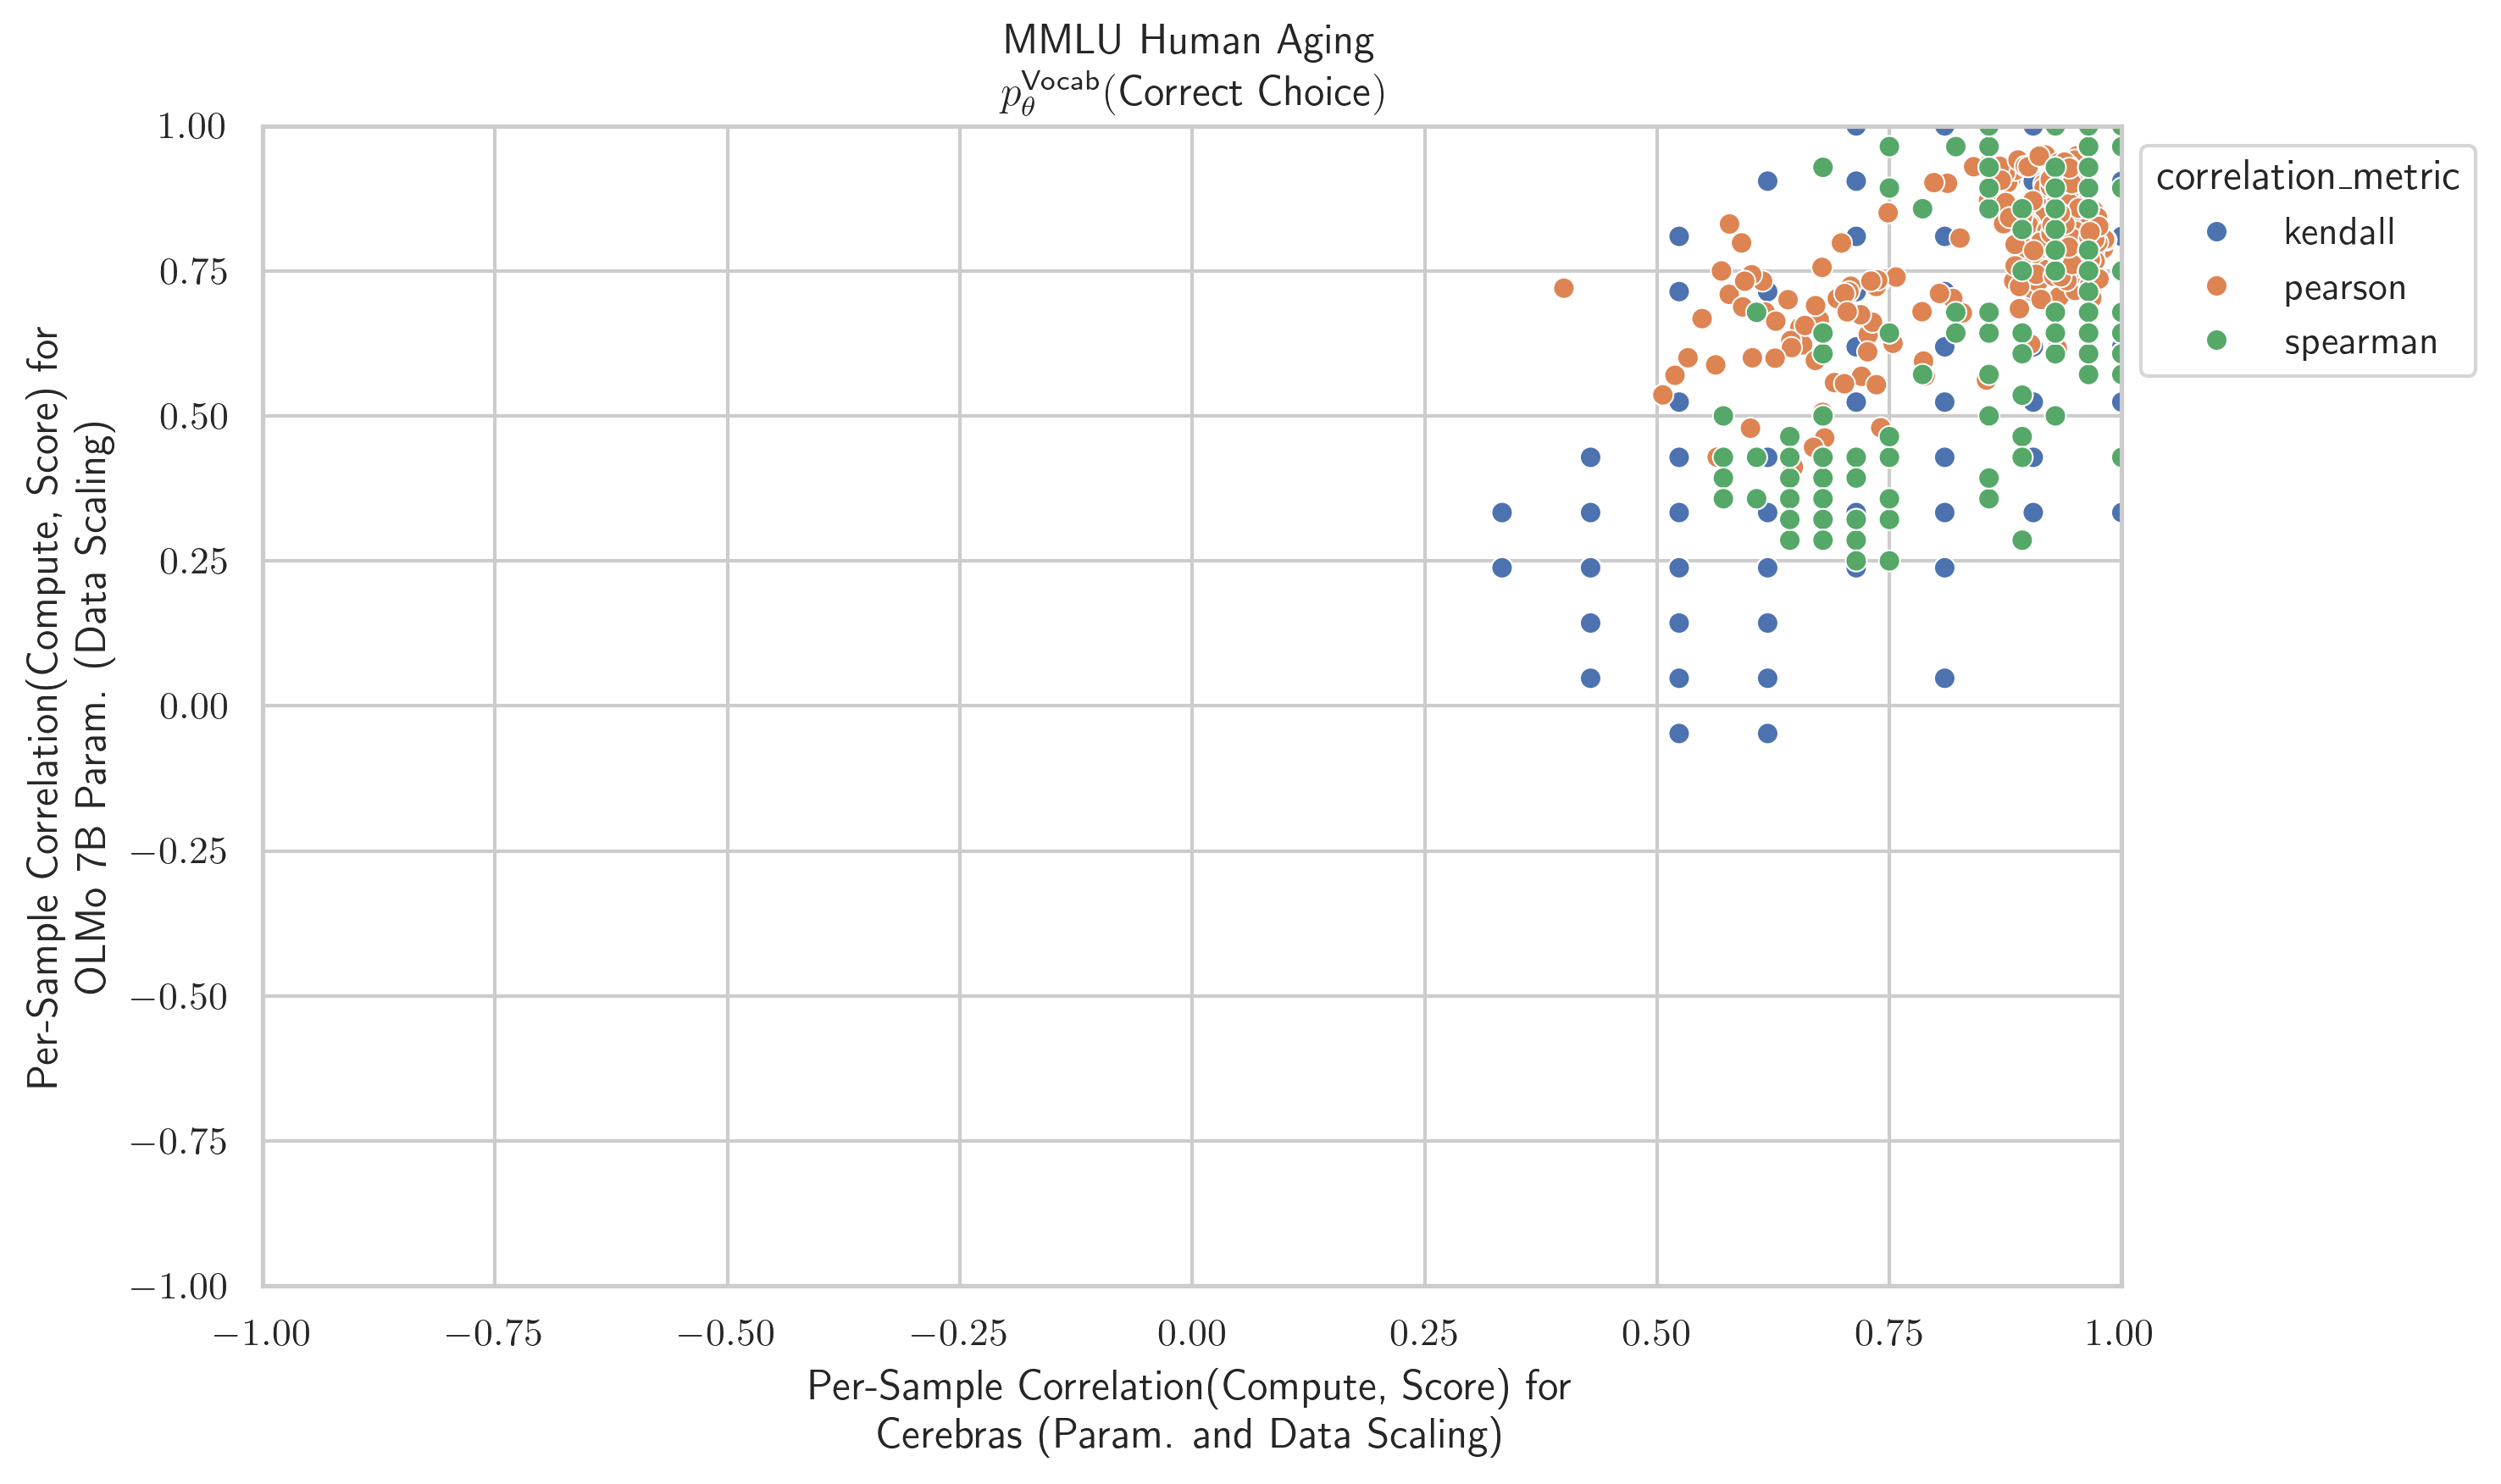 MMLU Human Aging
p_θ^Vocab(Correct Choice)
Per-Sample Correlation(Compute, Score) for
OLMo 7B Param. (Data Scaling)
1.00
0.75
0.50
0.25
0.00
−0.25
−0.50
−0.75
−1.00
−1.00 −0.75 −0.50 −0.25 0.00 0.25 0.50 0.75 1.00
Per-Sample Correlation(Compute, Score) for
Cerebras (Param. and Data Scaling)
correlation_metric
kendall
pearson
spearman